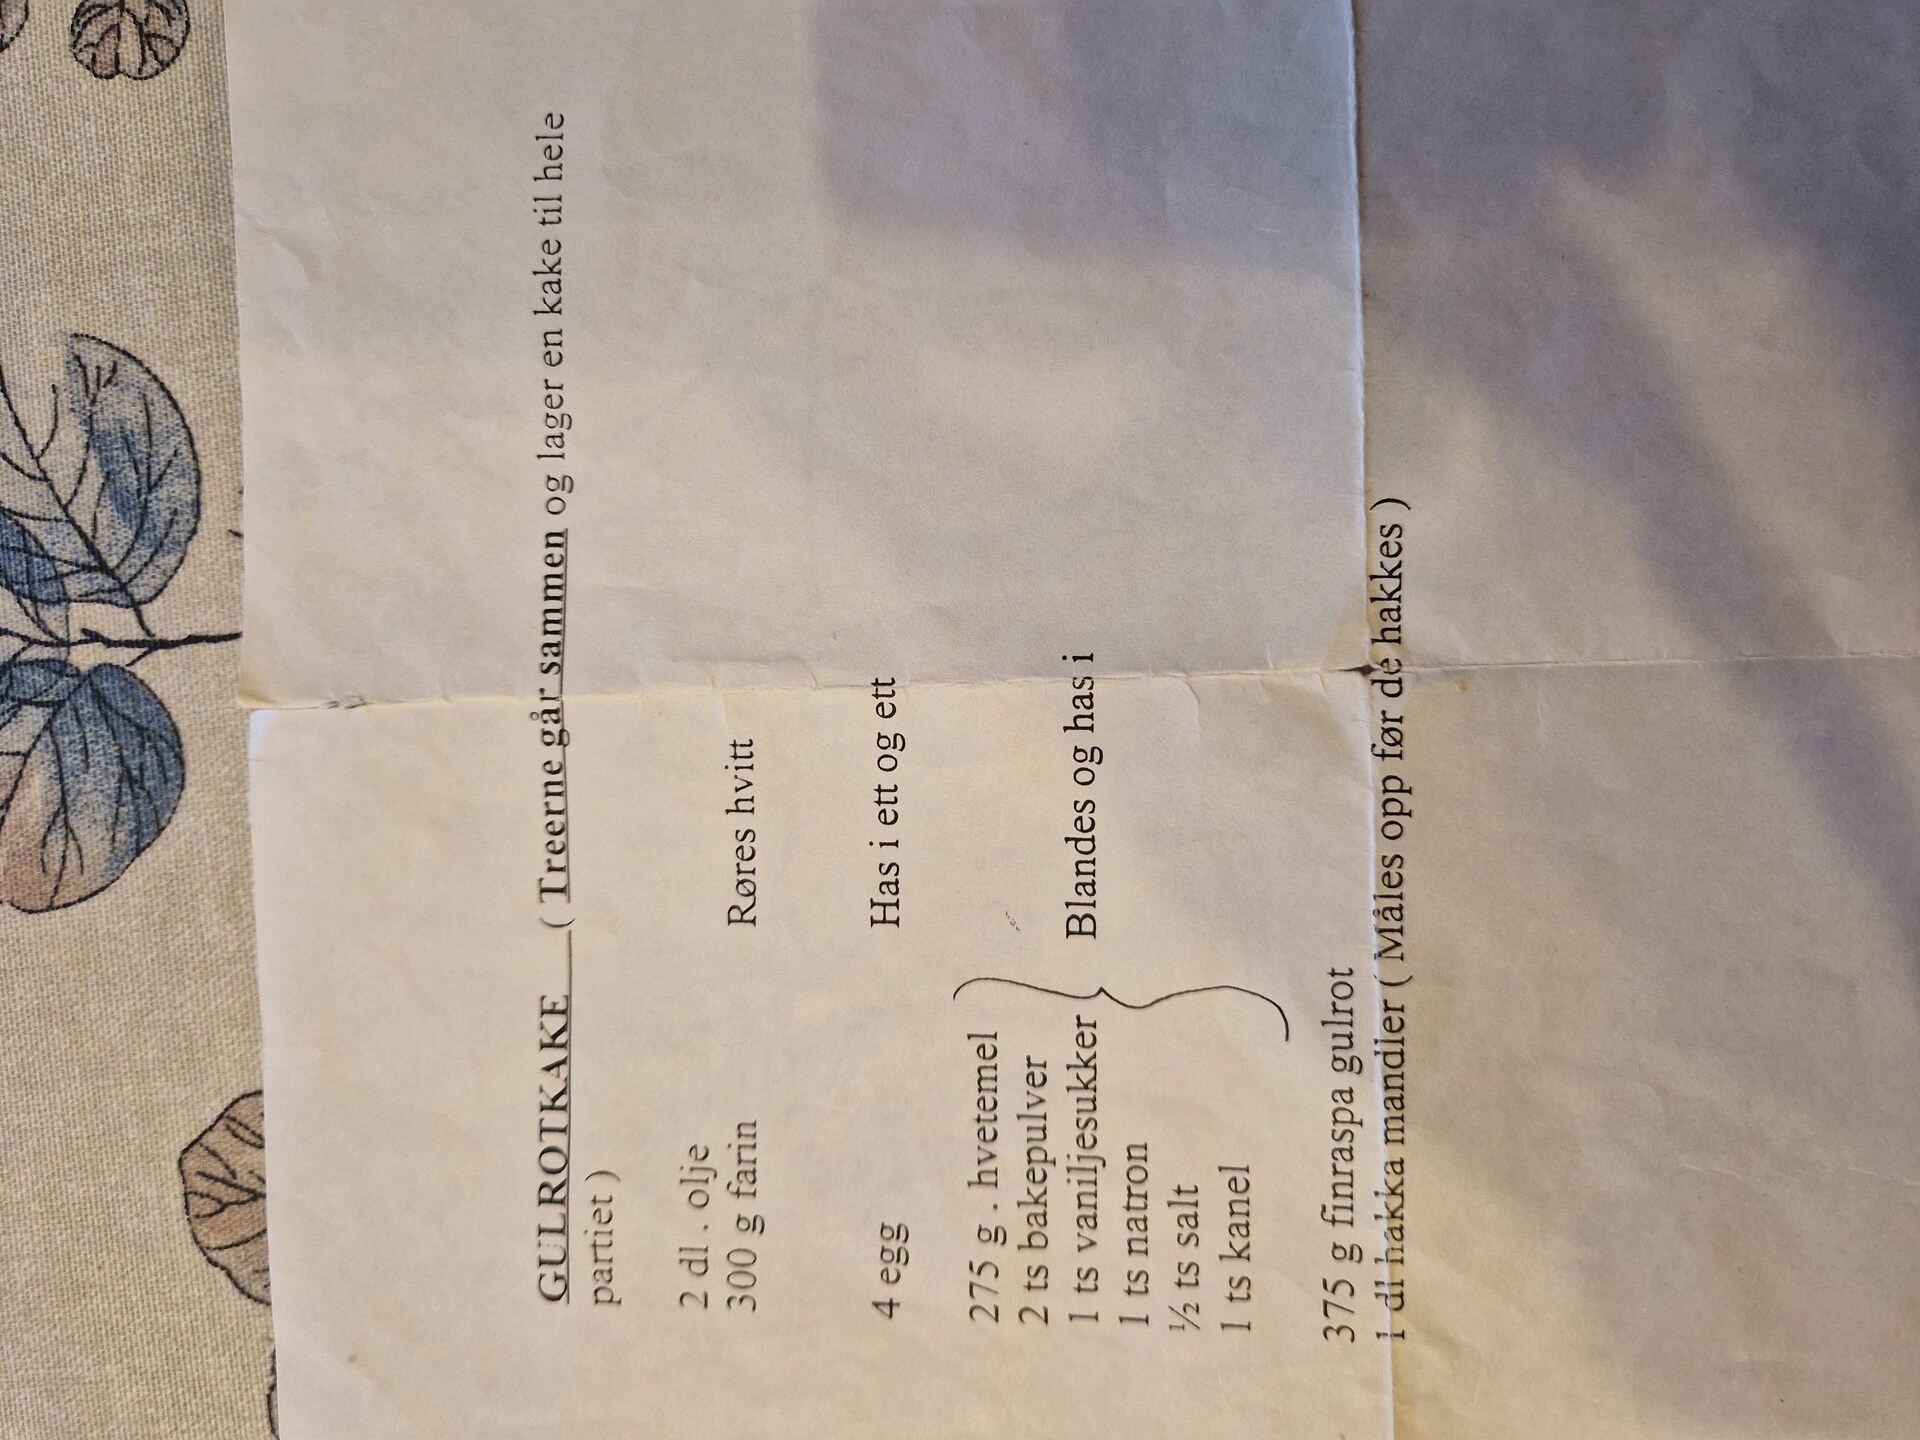 GULROTKAKE ( Treerne går sammen og lager en kake til hele
partiet )
2 dl . olje
300 g farin Røres hvitt
4 egg Has i ett og ett
275 g . hvetemel
2 ts bakepulver
1 ts vaniljesukker Blandes og has i
1 ts natron
½ ts salt
1 ts kanel
375 g finraspa gulrot
1 dl hakka mandler ( Måles opp før de hakkes )